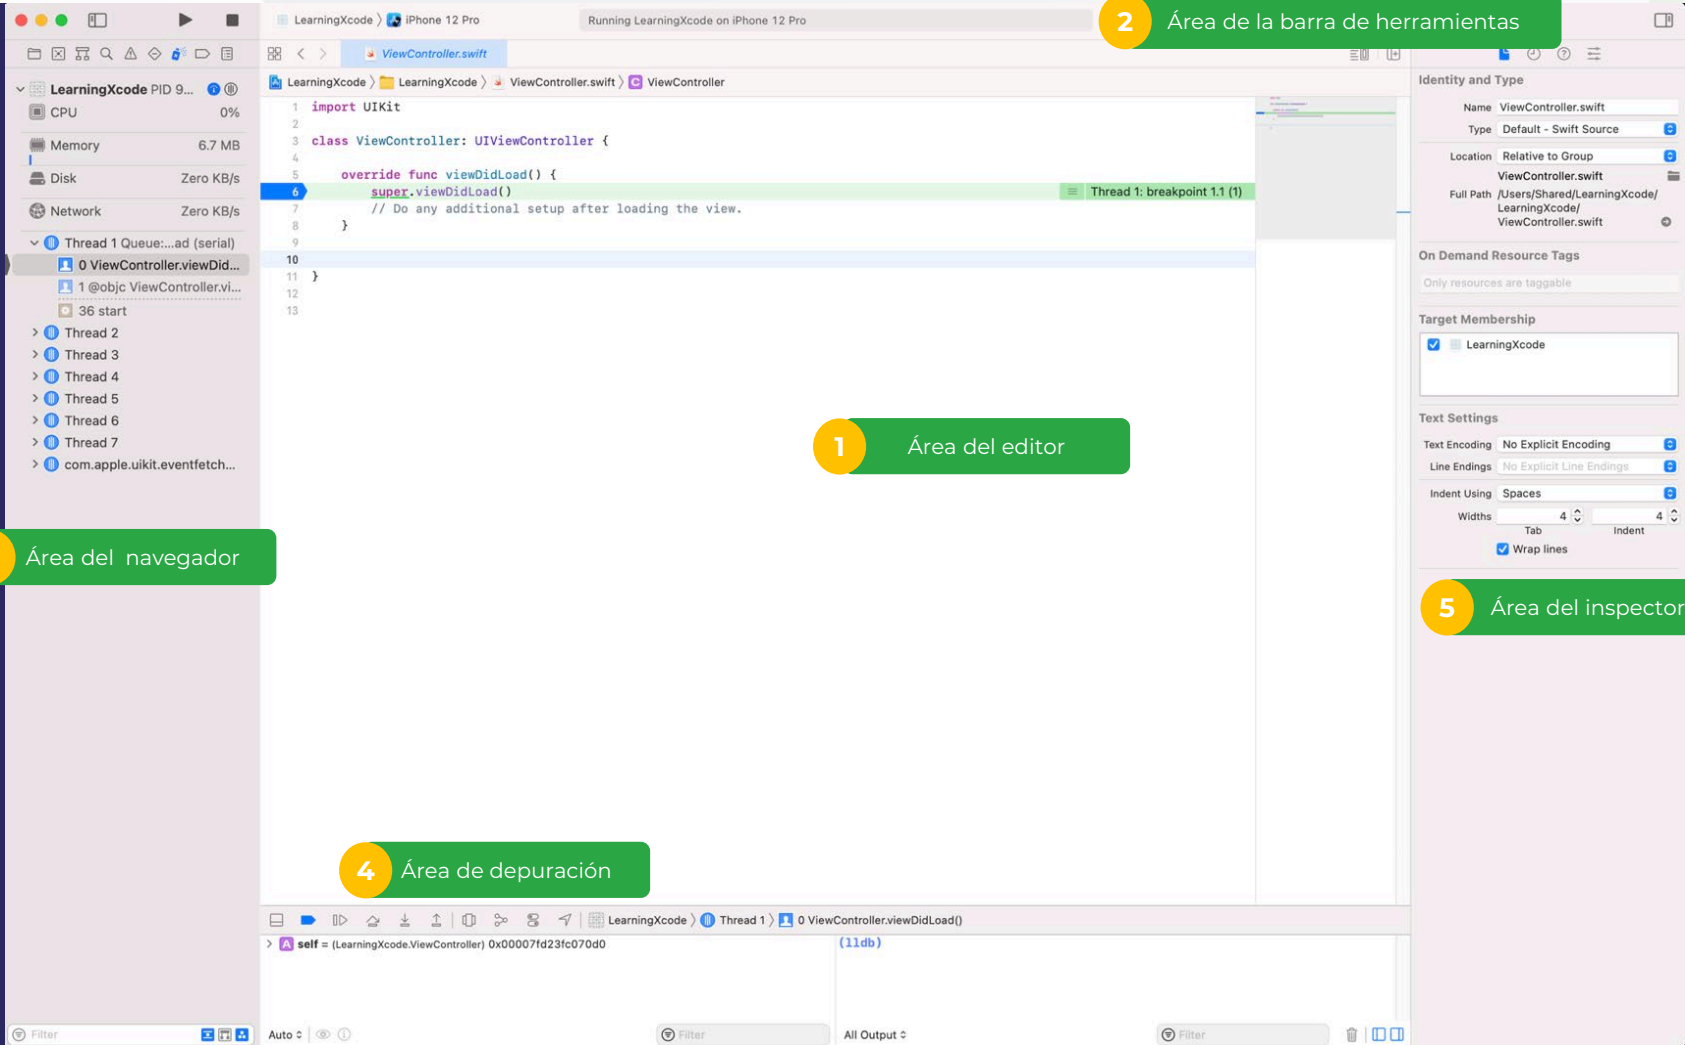 LearningXcode
iPhone 12 Pro
Running LearningXcode on iPhone 12 Pro
2
Área de la barra de herramientas
ViewController.swift
LearningXcode PID 9...
CPU
0%
Memory
6.7 MB
Disk
Zero KB/s
Network
Zero KB/s
Thread 1 Queue:...ad (serial)
0 ViewController.viewDid...
1 @objc ViewController.vi...
36 start
Thread 2
Thread 3
Thread 4
Thread 5
Thread 6
Thread 7
com.apple.uikit.eventfetch...
Área del navegador
Filter
LearningXcode
LearningXcode
ViewController.swift
C ViewController
1 import UIKit
2
3 class ViewController: UIViewController {
4
5 override func viewDidLoad() {
6 super.viewDidLoad()
Thread 1: breakpoint 1.1 (1)
7 // Do any additional setup after loading the view.
8 }
9
10
11 }
12
13
1
Área del editor
4
Área de depuración
LearningXcode
Thread 1
0 ViewController.viewDidLoad()
A self = (LearningXcode.ViewController) 0x00007fd23fc070d0
(lldb)
Auto
Filter
All Output
Filter
Identity and Type
Name ViewController.swift
Type Default - Swift Source
Location Relative to Group
ViewController.swift
Full Path /Users/Shared/LearningXcode/
LearningXcode/
ViewController.swift
On Demand Resource Tags
Only resources are taggable
Target Membership
LearningXcode
Text Settings
Text Encoding No Explicit Encoding
Line Endings No Explicit Line Endings
Indent Using Spaces
Widths 4 4
Tab Indent
Wrap lines
5
Área del inspector